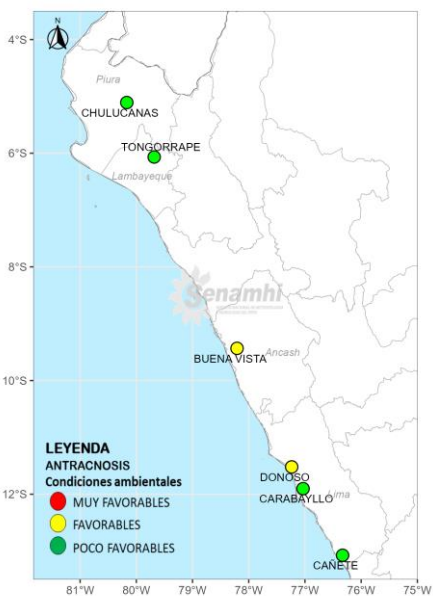 N
4°S
Piura
CHULUCANAS
TONGORRAPE
6°S
Lambayeque
8°S
Senamhi
BUENA VISTA
Ancash
10°S
LEYENDA
ANTRACNOSIS
Condiciones ambientales
MUY FAVORABLES
FAVORABLES
POCO FAVORABLES
DONOSO
CARABAYLLO
Lima
12°S
CAÑETE
81°W
80°W
79°W
78°W
77°W
76°W
75°W